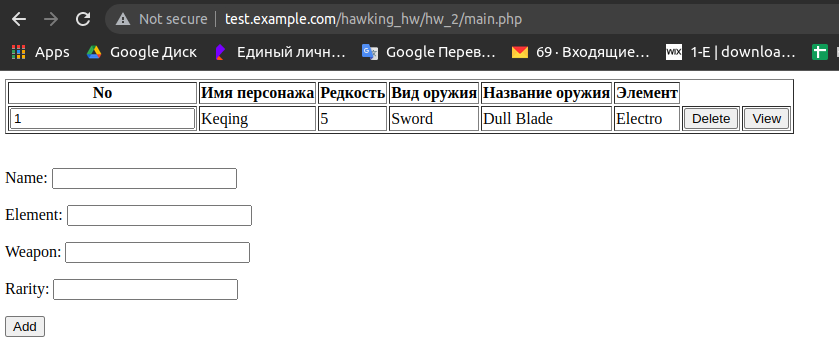 Not secure test.example.com/hawking_hw/hw_2/main.php
Apps Google Диск Единый личн… Google Перев… 69 · Входящие… WiX 1-E | downloa…
No Имя персонажа Редкость Вид оружия Название оружия Элемент
1 Keqing 5 Sword Dull Blade Electro Delete View
Name:
Element:
Weapon:
Rarity:
Add